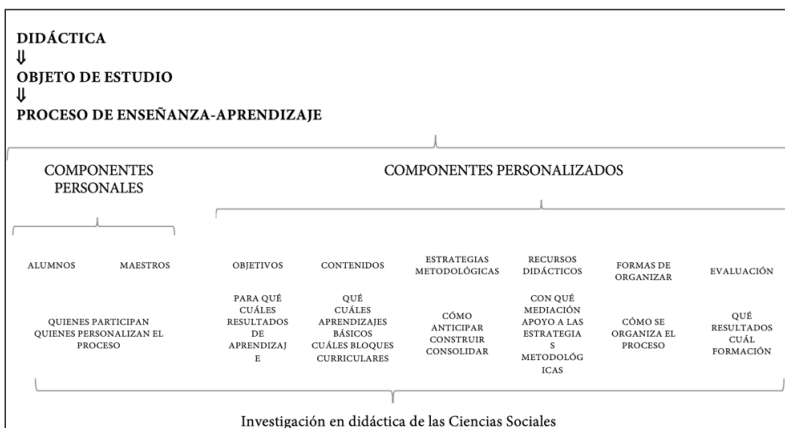 DIDÁCTICA
⇓
OBJETO DE ESTUDIO
⇓
PROCESO DE ENSEÑANZA-APRENDIZAJE
COMPONENTES
PERSONALES
COMPONENTES PERSONALIZADOS
ALUMNOS
MAESTROS
QUIENES PARTICIPAN
QUIENES PERSONALIZAN EL
PROCESO
OBJETIVOS
PARA QUÉ
CUÁLES
RESULTADOS
DE
APRENDIZAJ
E
CONTENIDOS
QUÉ
CUÁLES
APRENDIZAJES
BÁSICOS
CUÁLES BLOQUES
CURRICULARES
ESTRATEGIAS
METODOLÓGICAS
CÓMO
ANTICIPAR
CONSTRUIR
CONSOLIDAR
RECURSOS
DIDÁCTICOS
CON QUÉ
MEDIACIÓN
APOYO A LAS
ESTRATEGIA
S
METODOLÓG
ICAS
FORMAS DE
ORGANIZAR
CÓMO SE
ORGANIZA EL
PROCESO
EVALUACIÓN
QUÉ
RESULTADOS
CUÁL
FORMACIÓN
Investigación en didáctica de las Ciencias Sociales